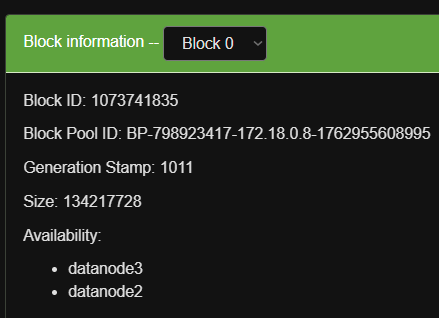 Block information -- Block 0
Block ID: 1073741835
Block Pool ID: BP-798923417-172.18.0.8-1762955608995
Generation Stamp: 1011
Size: 134217728
Availability:
• datanode3
• datanode2